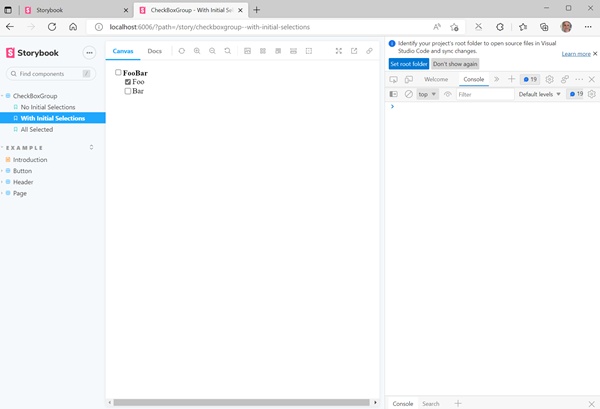 Storybook
CheckBoxGroup - With Initial Sel
localhost:6006/?path=/story/checkboxgroup--with-initial-selections
Storybook
Find components
/
CheckBoxGroup
No Initial Selections
With Initial Selections
All Selected
EXAMPLE
Introduction
Button
Header
Page
Canvas
Docs
FooBar
Foo
Bar
Identify your project's root folder to open source files in Visual
Studio Code and sync changes.
Learn more
Set root folder
Don't show again
Welcome
Console
19
top
Filter
Default levels
19
Console
Search